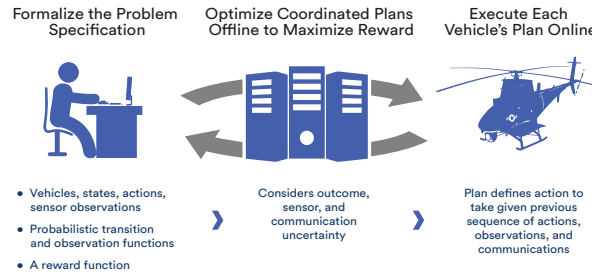 Formalize the Problem
Specification
Optimize Coordinated Plans
Offline to Maximize Reward
Execute Each
Vehicle's Plan Online
• Vehicles, states, actions,
sensor observations
• Probabilistic transition
and observation functions
• A reward function
Considers outcome,
sensor, and
communication
uncertainty
Plan defines action to
take given previous
sequence of actions,
observations, and
communications